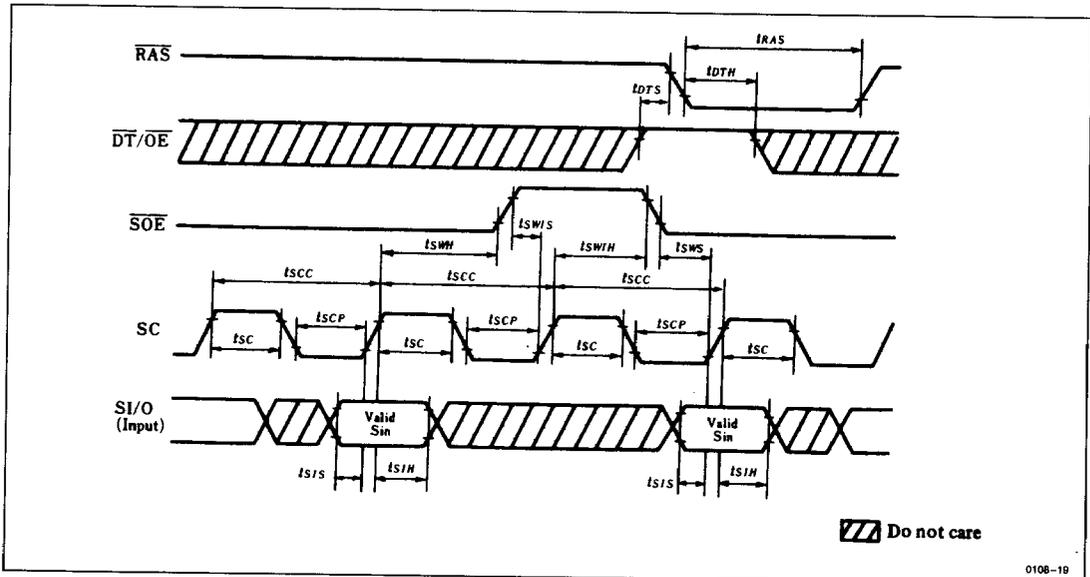 tRAS
RAS
tDTH
tDTS
DT/OE
SOE
tSWIS
tSWH tSWIH tSWS
tSCC tSCC tSCC
SC
tSCP tSCP tSCP
tSC tSC tSC tSC
SI/O
(Input)
Valid
Sin
Valid
Sin
tSIS tSIH tSIS tSIH
Do not care
0108-19